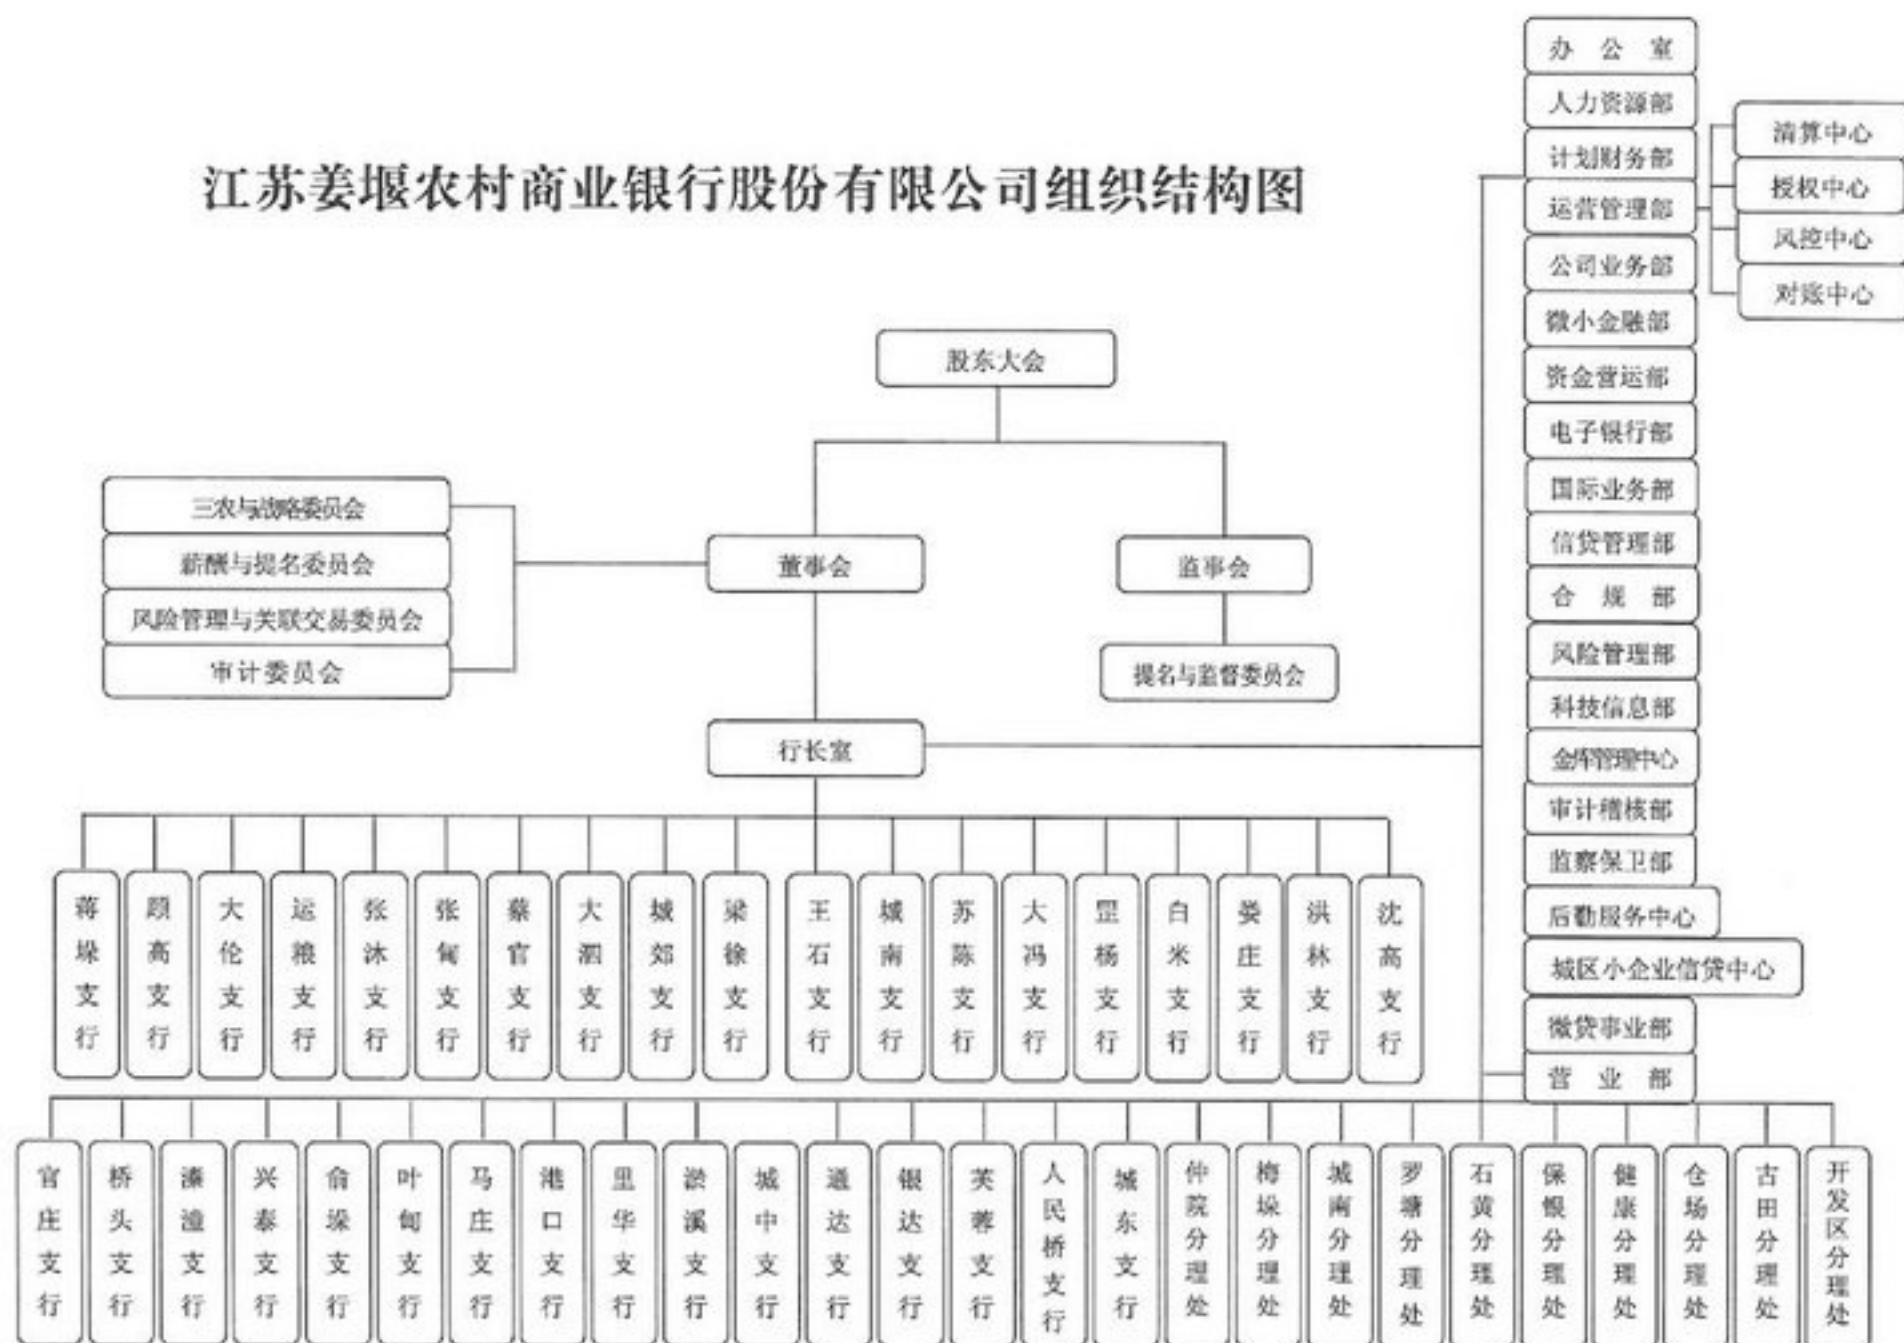 江苏姜堰农村商业银行股份有限公司组织结构图
办公室
人力资源部
计划财务部
运营管理部
公司业务部
微小金融部
资金营运部
电子银行部
国际业务部
信贷管理部
合规部
风险管理部
科技信息部
金库管理中心
审计稽核部
监察保卫部
后勤服务中心
城区小企业信贷中心
微贷事业部
营业部
清算中心
授权中心
风控中心
对账中心
股东大会
董事会
监事会
三农与战略委员会
薪酬与提名委员会
风险管理与关联交易委员会
审计委员会
提名与监督委员会
行长室
蒋垛支行
顾高支行
大伦支行
运粮支行
张沐支行
张甸支行
蔡官支行
大泗支行
城郊支行
梁徐支行
王石支行
城南支行
苏陈支行
大冯支行
罡杨支行
白米支行
娄庄支行
洪林支行
沈高支行
官庄支行
桥头支行
溱潼支行
兴泰支行
俞垛支行
叶甸支行
马庄支行
港口支行
里华支行
淤溪支行
城中支行
通达支行
银达支行
芙蓉支行
人民桥支行
城东支行
仲院分理处
梅垛分理处
城南分理处
罗塘分理处
石黄分理处
保银分理处
健康分理处
仓场分理处
古田分理处
开发区分理处